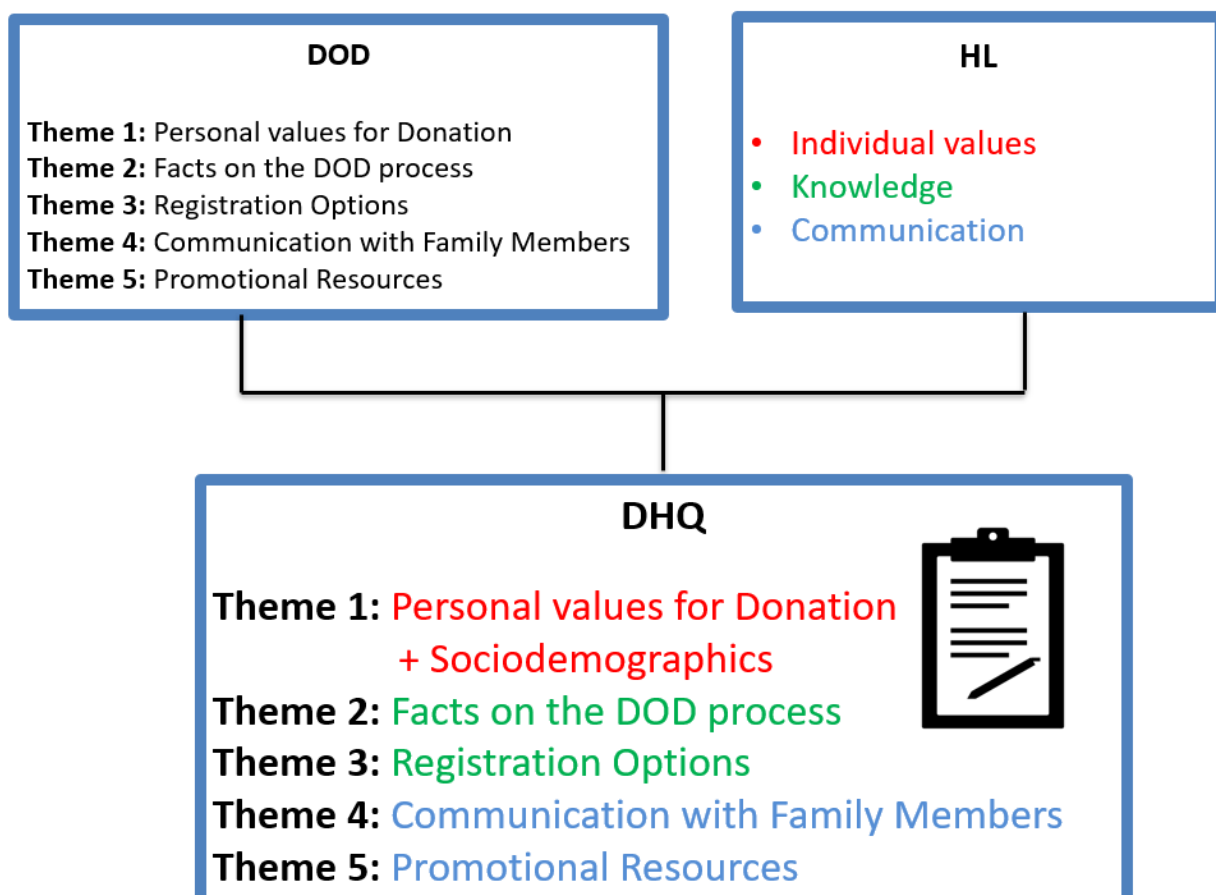 DOD
Theme 1: Personal values for Donation
Theme 2: Facts on the DOD process
Theme 3: Registration Options
Theme 4: Communication with Family Members
Theme 5: Promotional Resources
HL
• Individual values
• Knowledge
• Communication
DHQ
Theme 1: Personal values for Donation
+ Sociodemographics
Theme 2: Facts on the DOD process
Theme 3: Registration Options
Theme 4: Communication with Family Members
Theme 5: Promotional Resources